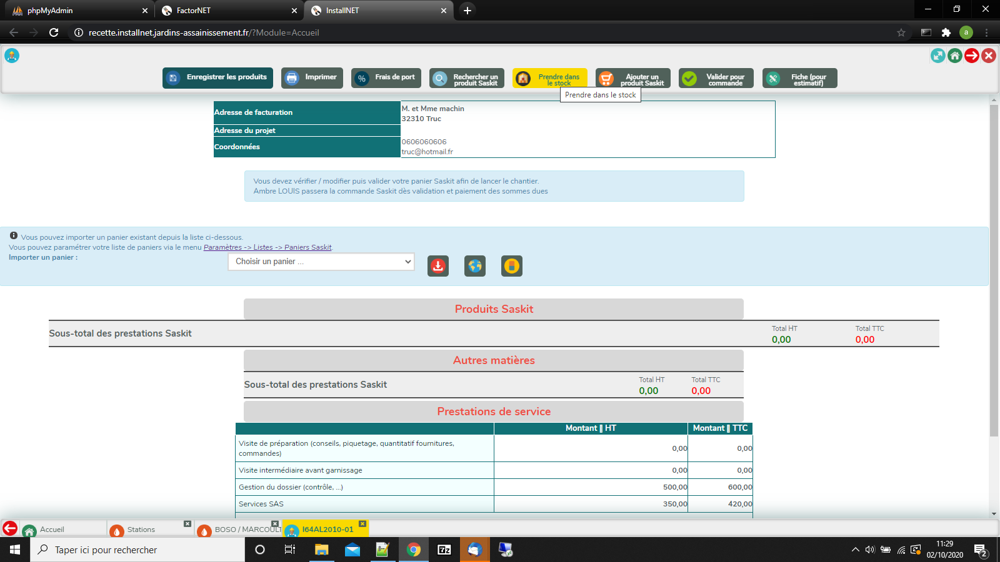 phpMyAdmin
FactorNET
InstallNET
recette.installnet.jardins-assainissement.fr/?Module=Accueil
a
Enregistrer les produits
Imprimer
%
Frais de port
Rechercher un
produit Saskit
Prendre dans
le stock
Ajouter un
produit Saskit
Valider pour
commande
Fiche (pour
estimatif)
Prendre dans le stock
Adresse de facturation
M. et Mme machin
32310 Truc
Adresse du projet
Coordonnées
0606060606
truc@hotmail.fr
Vous devez vérifier / modifier puis valider votre panier Saskit afin de lancer le chantier.
Ambre LOUIS passera la commande Saskit dès validation et paiement des sommes dues
Vous pouvez importer un panier existant depuis la liste ci-dessous.
Vous pouvez paramétrer votre liste de paniers via le menu Paramètres -> Listes -> Paniers Saskit.
Importer un panier :
Choisir un panier ...
Produits Saskit
Sous-total des prestations Saskit
Total HT
Total TTC
0,00
0,00
Autres matières
Sous-total des prestations Saskit
Total HT
Total TTC
0,00
0,00
Prestations de service
Montant ▯ HT
Montant ▯ TTC
Visite de préparation (conseils, piquetage, quantitatif fournitures,
commandes)
0,00
0,00
Visite intermédiaire avant garnissage
0,00
0,00
Gestion du dossier (contrôle, ...)
500,00
600,00
Services SAS
350,00
420,00
Accueil
Stations
BOSO / MARCOULT
I64AL2010-01
Taper ici pour rechercher
7z
11:29
02/10/2020
2